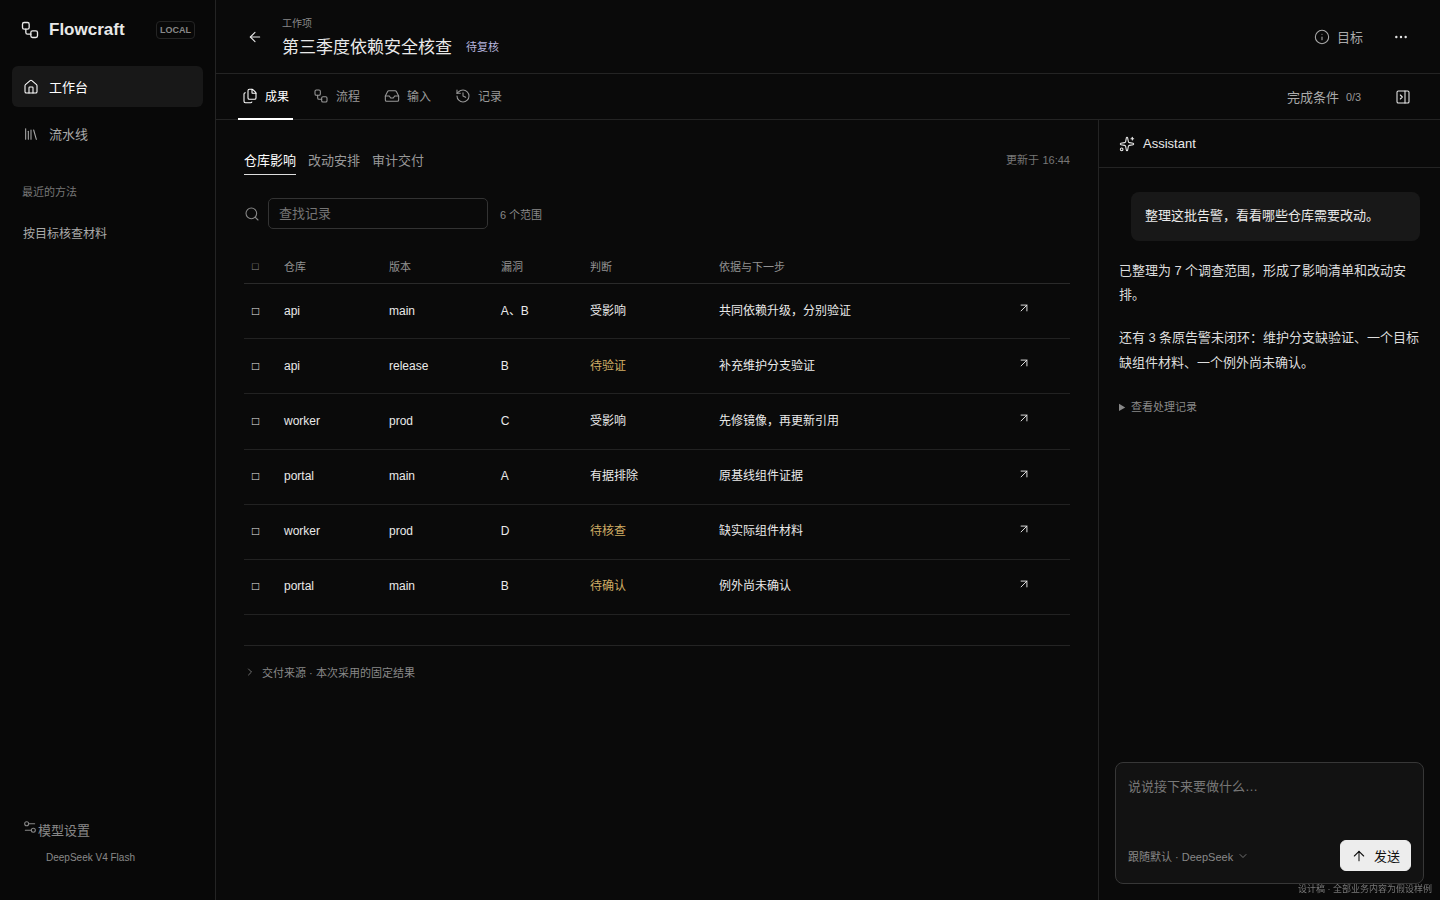 Flowcraft LOCAL
工作台
流水线
最近的方法
按目标核查材料
模型设置
DeepSeek V4 Flash
工作项
第三季度依赖安全核查 待复核
目标
成果 流程 输入 记录
完成条件 0/3
仓库影响 改动安排 审计交付
更新于 16:44
查找记录
6 个范围
仓库 版本 漏洞 判断 依据与下一步
api main A、B 受影响 共同依赖升级，分别验证
api release B 待验证 补充维护分支验证
worker prod C 受影响 先修镜像，再更新引用
portal main A 有据排除 原基线组件证据
worker prod D 待核查 缺实际组件材料
portal main B 待确认 例外尚未确认
交付来源 · 本次采用的固定结果
Assistant
整理这批告警，看看哪些仓库需要改动。
已整理为 7 个调查范围，形成了影响清单和改动安
排。
还有 3 条原告警未闭环：维护分支缺验证、一个目标
缺组件材料、一个例外尚未确认。
查看处理记录
说说接下来要做什么…
跟随默认 · DeepSeek
发送
设计稿 · 全部业务内容为假设样例